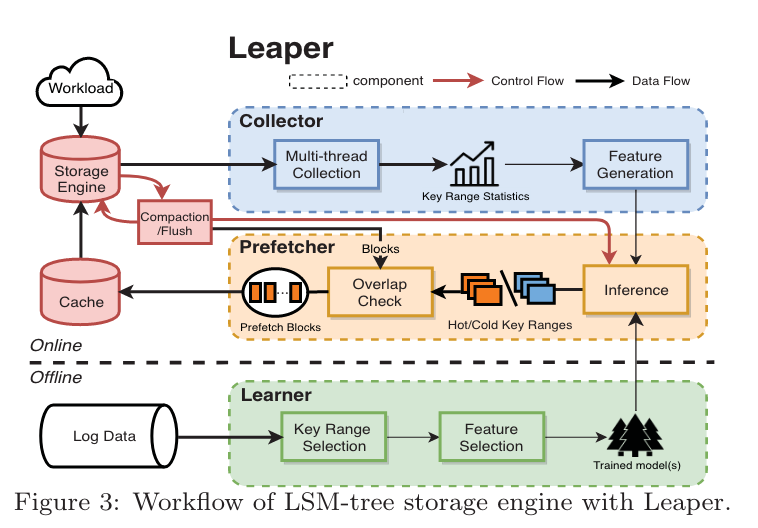 Leaper
component
Control Flow
Data Flow
Workload
Collector
Storage
Engine
Multi-thread
Collection
Key Range Statistics
Feature
Generation
Compaction
/Flush
Prefetcher
Blocks
Cache
Prefetch Blocks
Overlap
Check
Hot/Cold Key Ranges
Inference
Online
Offline
Learner
Log Data
Key Range
Selection
Feature
Selection
Trained model(s)
Figure 3: Workflow of LSM-tree storage engine with Leaper.